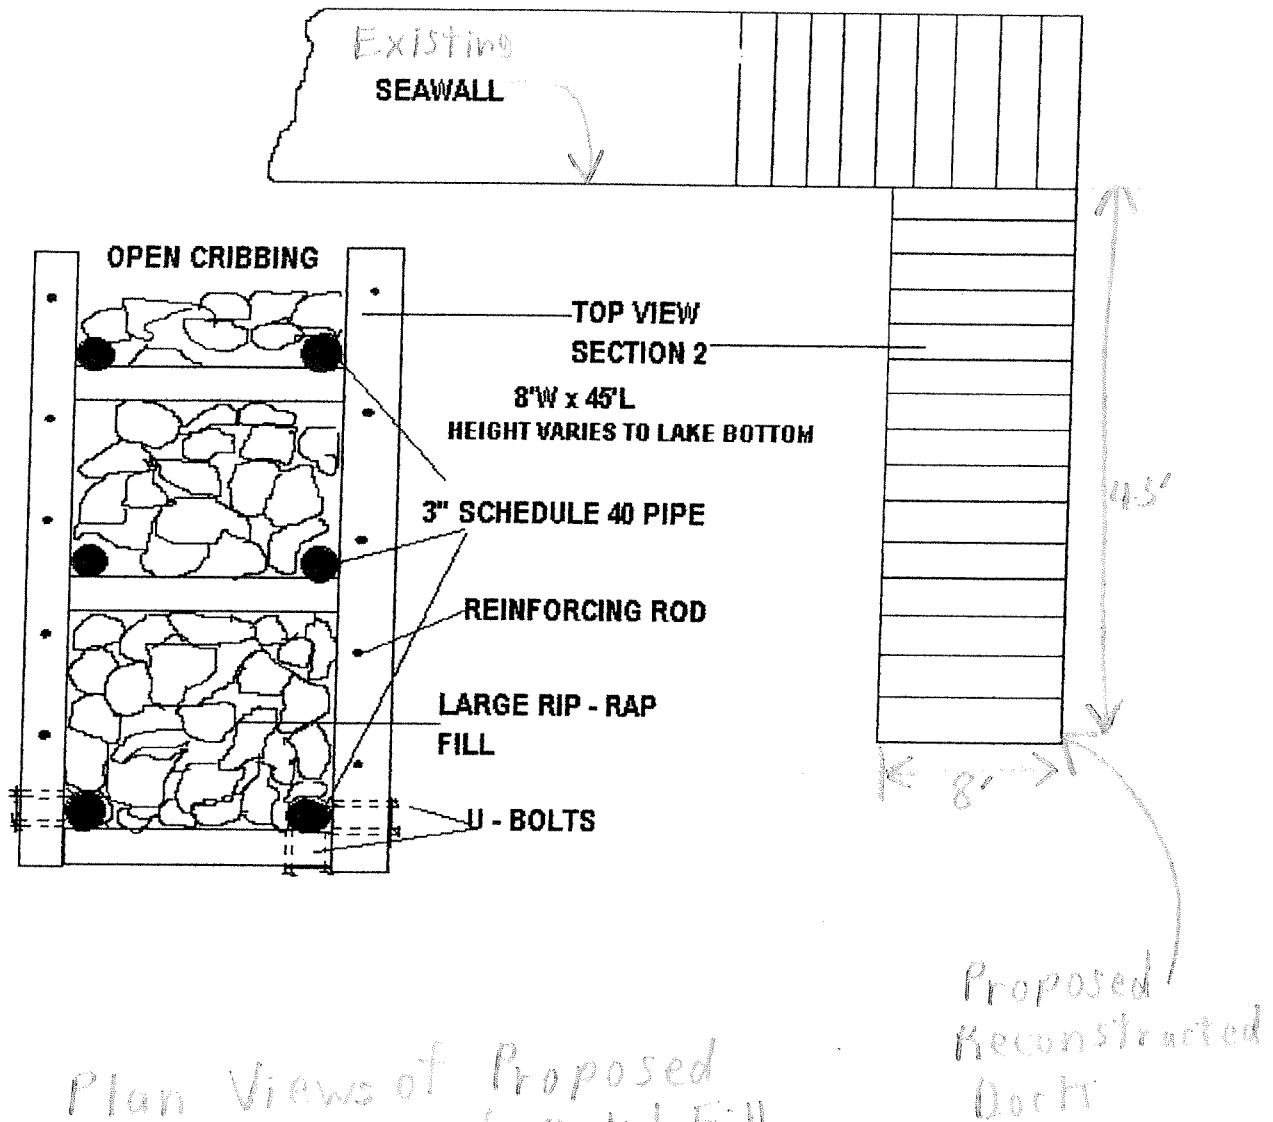 Existing
SEAWALL
OPEN CRIBBING
TOP VIEW
SECTION 2
8'W x 45'L
HEIGHT VARIES TO LAKE BOTTOM
3" SCHEDULE 40 PIPE
45'
REINFORCING ROD
LARGE RIP - RAP
FILL
8'
U - BOLTS
Proposed
Reconstructed
Dock
Plan Views of Proposed
Fill